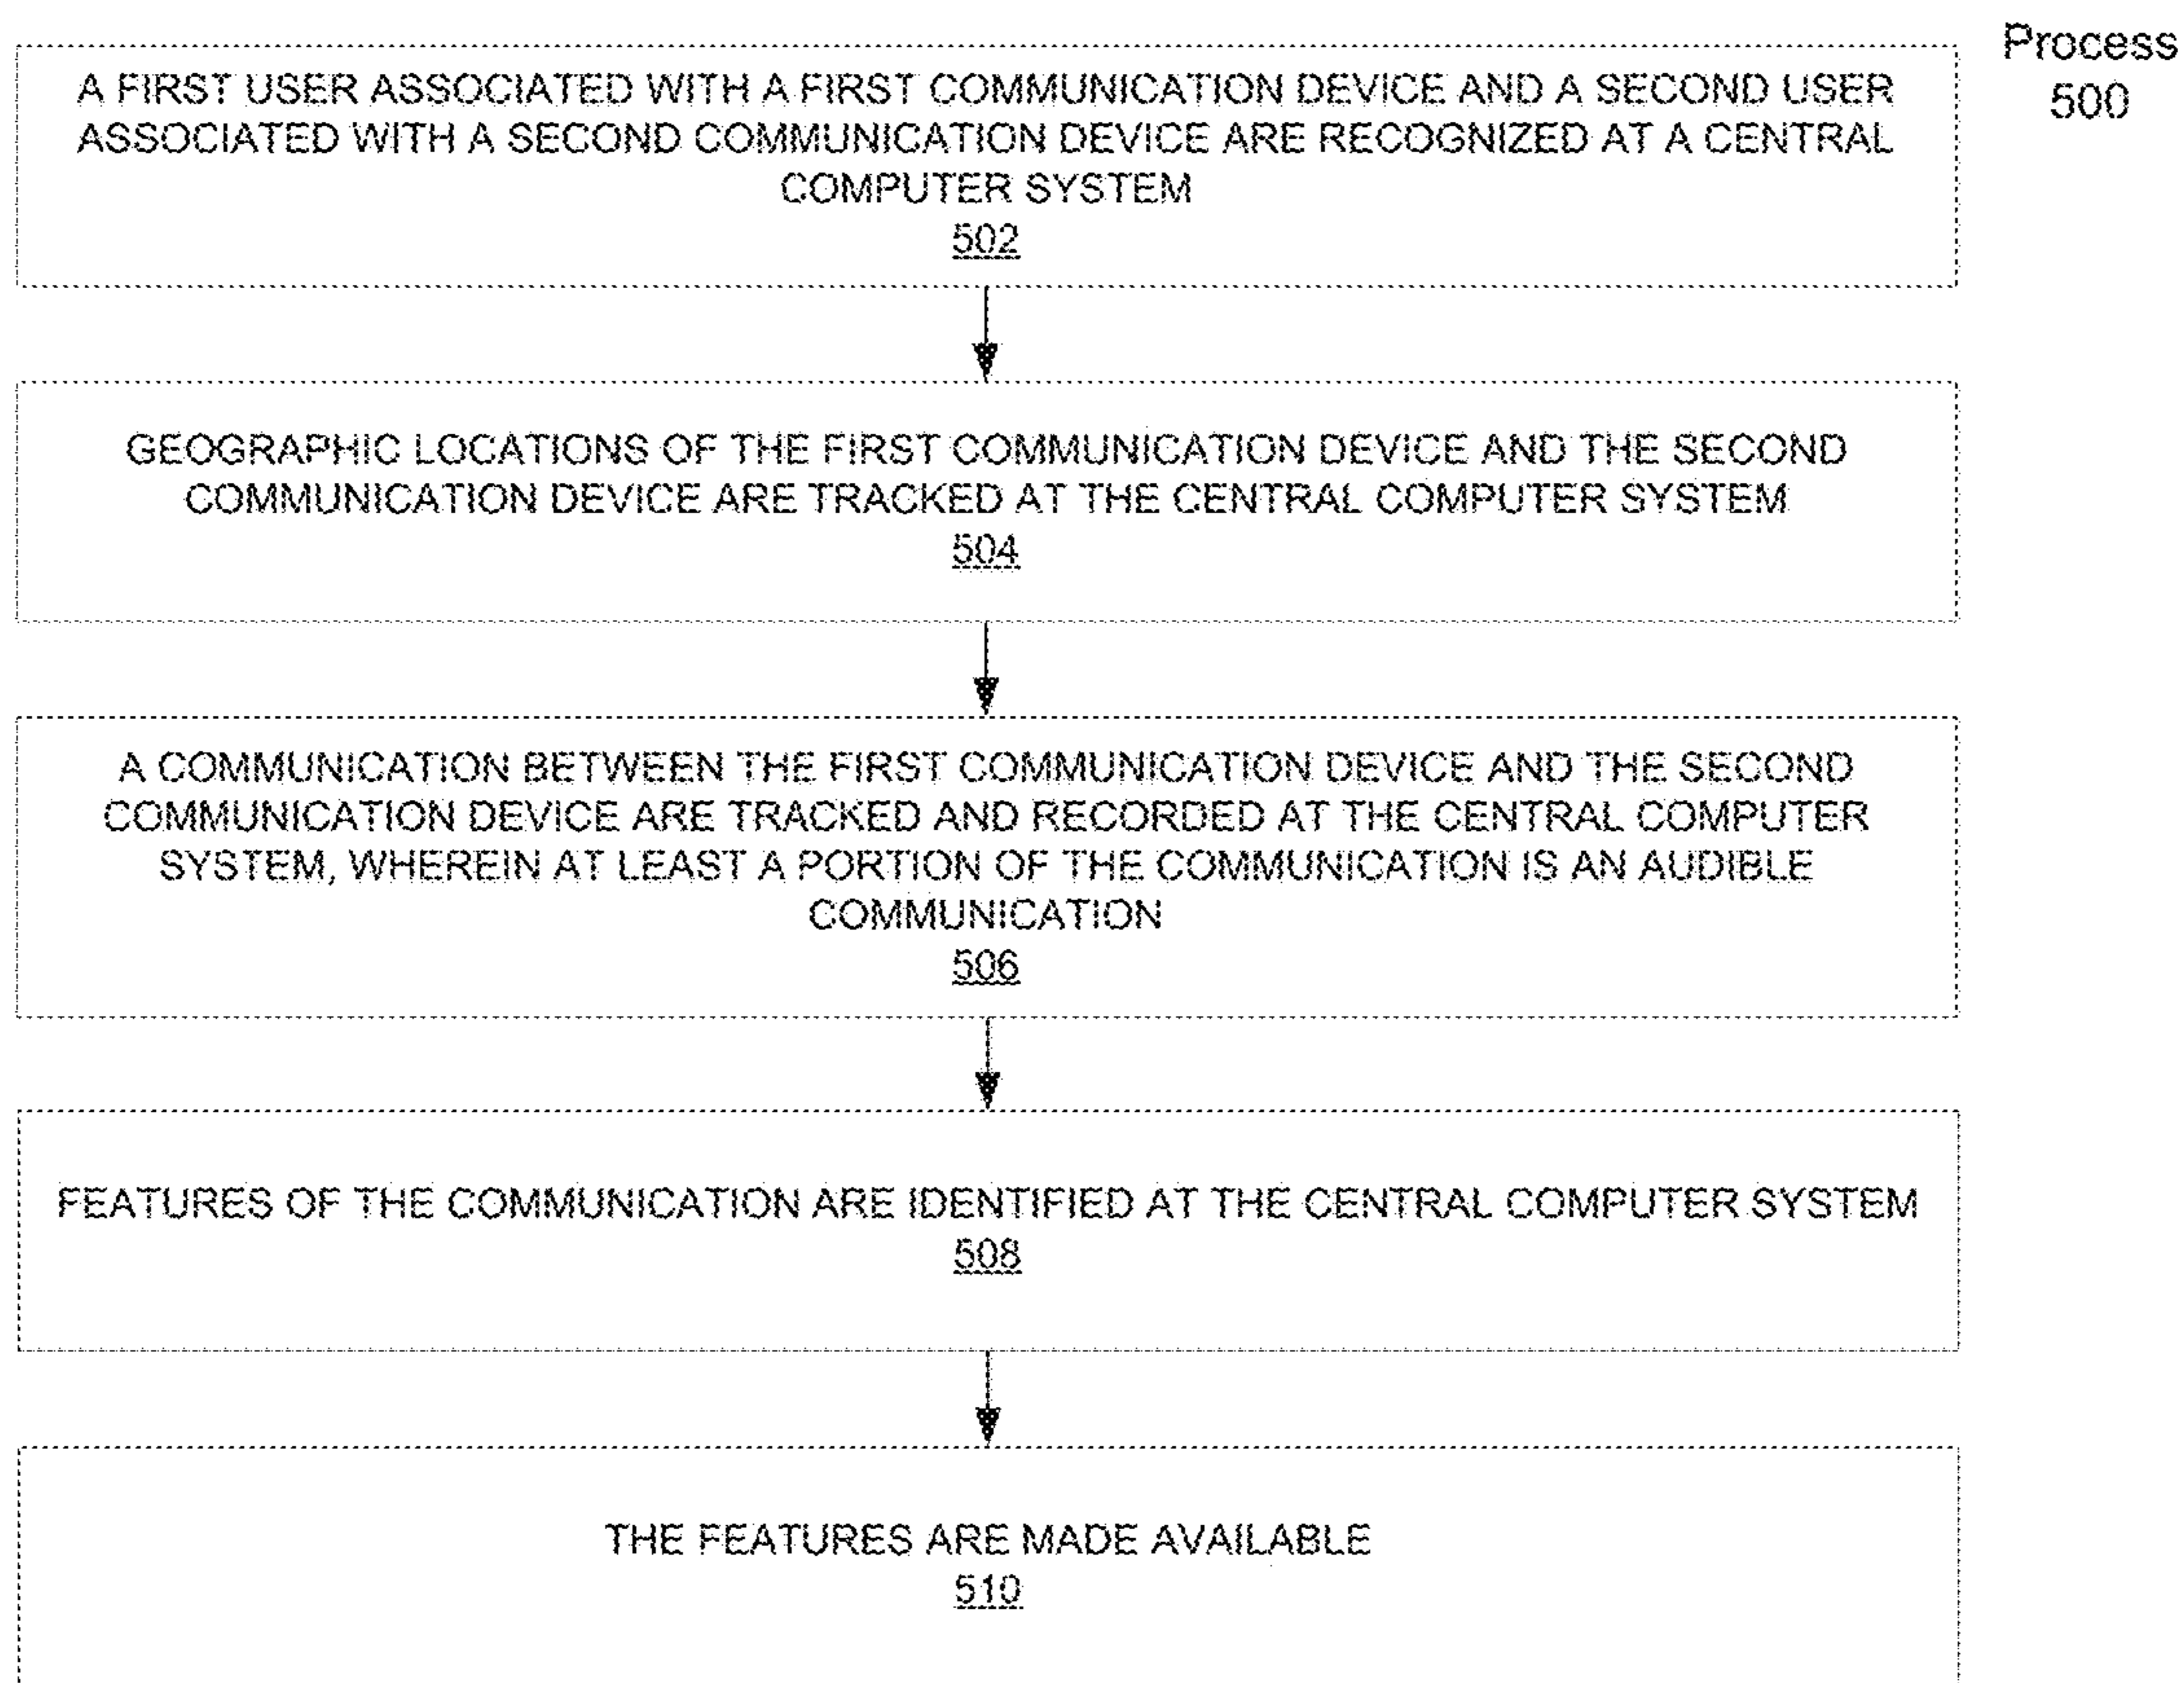 Process
500
A FIRST USER ASSOCIATED WITH A FIRST COMMUNICATION DEVICE AND A SECOND USER
ASSOCIATED WITH A SECOND COMMUNICATION DEVICE ARE RECOGNIZED AT A CENTRAL
COMPUTER SYSTEM
502
GEOGRAPHIC LOCATIONS OF THE FIRST COMMUNICATION DEVICE AND THE SECOND
COMMUNICATION DEVICE ARE TRACKED AT THE CENTRAL COMPUTER SYSTEM
504
A COMMUNICATION BETWEEN THE FIRST COMMUNICATION DEVICE AND THE SECOND
COMMUNICATION DEVICE ARE TRACKED AND RECORDED AT THE CENTRAL COMPUTER
SYSTEM, WHEREIN AT LEAST A PORTION OF THE COMMUNICATION IS AN AUDIBLE
COMMUNICATION
506
FEATURES OF THE COMMUNICATION ARE IDENTIFIED AT THE CENTRAL COMPUTER SYSTEM
508
THE FEATURES ARE MADE AVAILABLE
510